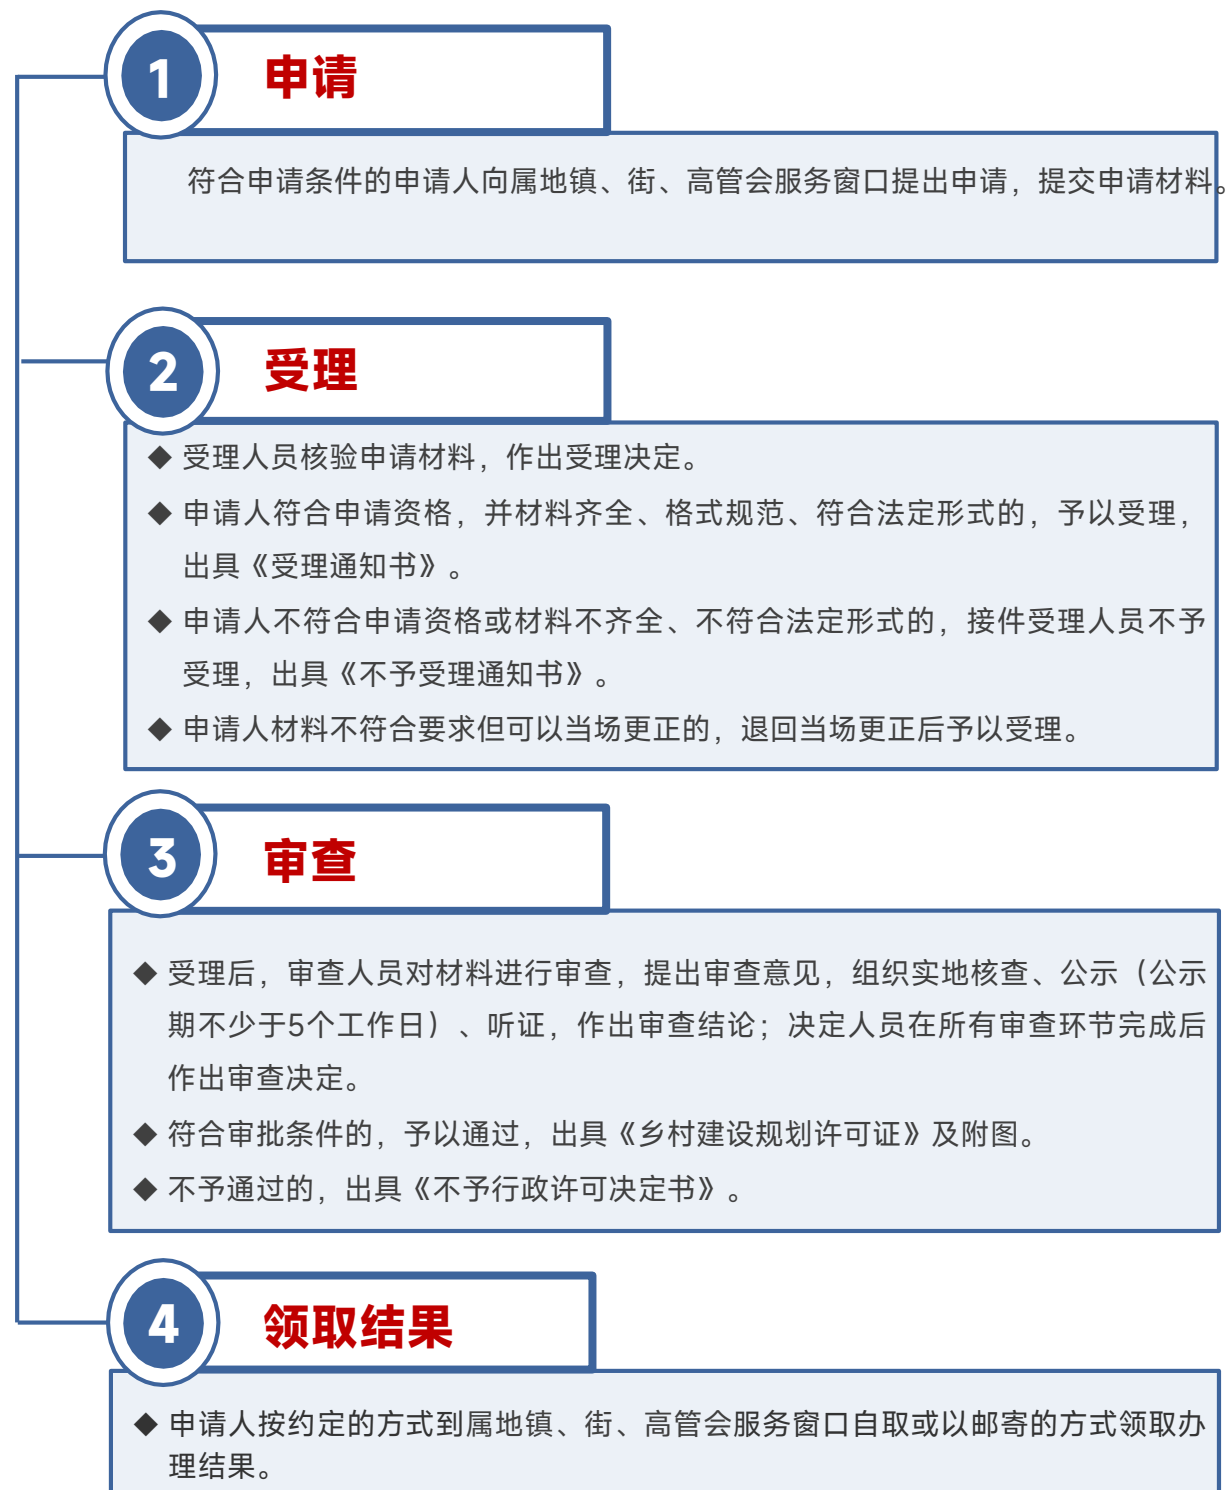 1
申请
符合申请条件的申请人向属地镇、街、高管会服务窗口提出申请，提交申请材料。
2
受理
◆ 受理人员核验申请材料，作出受理决定。
◆ 申请人符合申请资格，并材料齐全、格式规范、符合法定形式的，予以受理，
出具《受理通知书》。
◆ 申请人不符合申请资格或材料不齐全、不符合法定形式的，接件受理人员不予
受理，出具《不予受理通知书》。
◆ 申请人材料不符合要求但可以当场更正的，退回当场更正后予以受理。
3
审查
◆ 受理后，审查人员对材料进行审查，提出审查意见，组织实地核查、公示（公示
期不少于5个工作日）、听证，作出审查结论；决定人员在所有审查环节完成后
作出审查决定。
◆ 符合审批条件的，予以通过，出具《乡村建设规划许可证》及附图。
◆ 不予通过的，出具《不予行政许可决定书》。
4
领取结果
◆ 申请人按约定的方式到属地镇、街、高管会服务窗口自取或以邮寄的方式领取办
理结果。